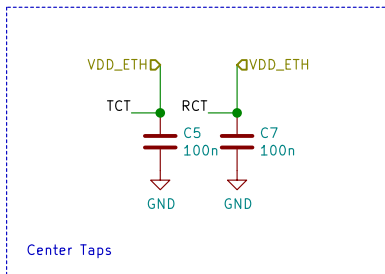 VDD_ETH
VDD_ETH
TCT
RCT
C5
100n
C7
100n
GND
GND
Center Taps